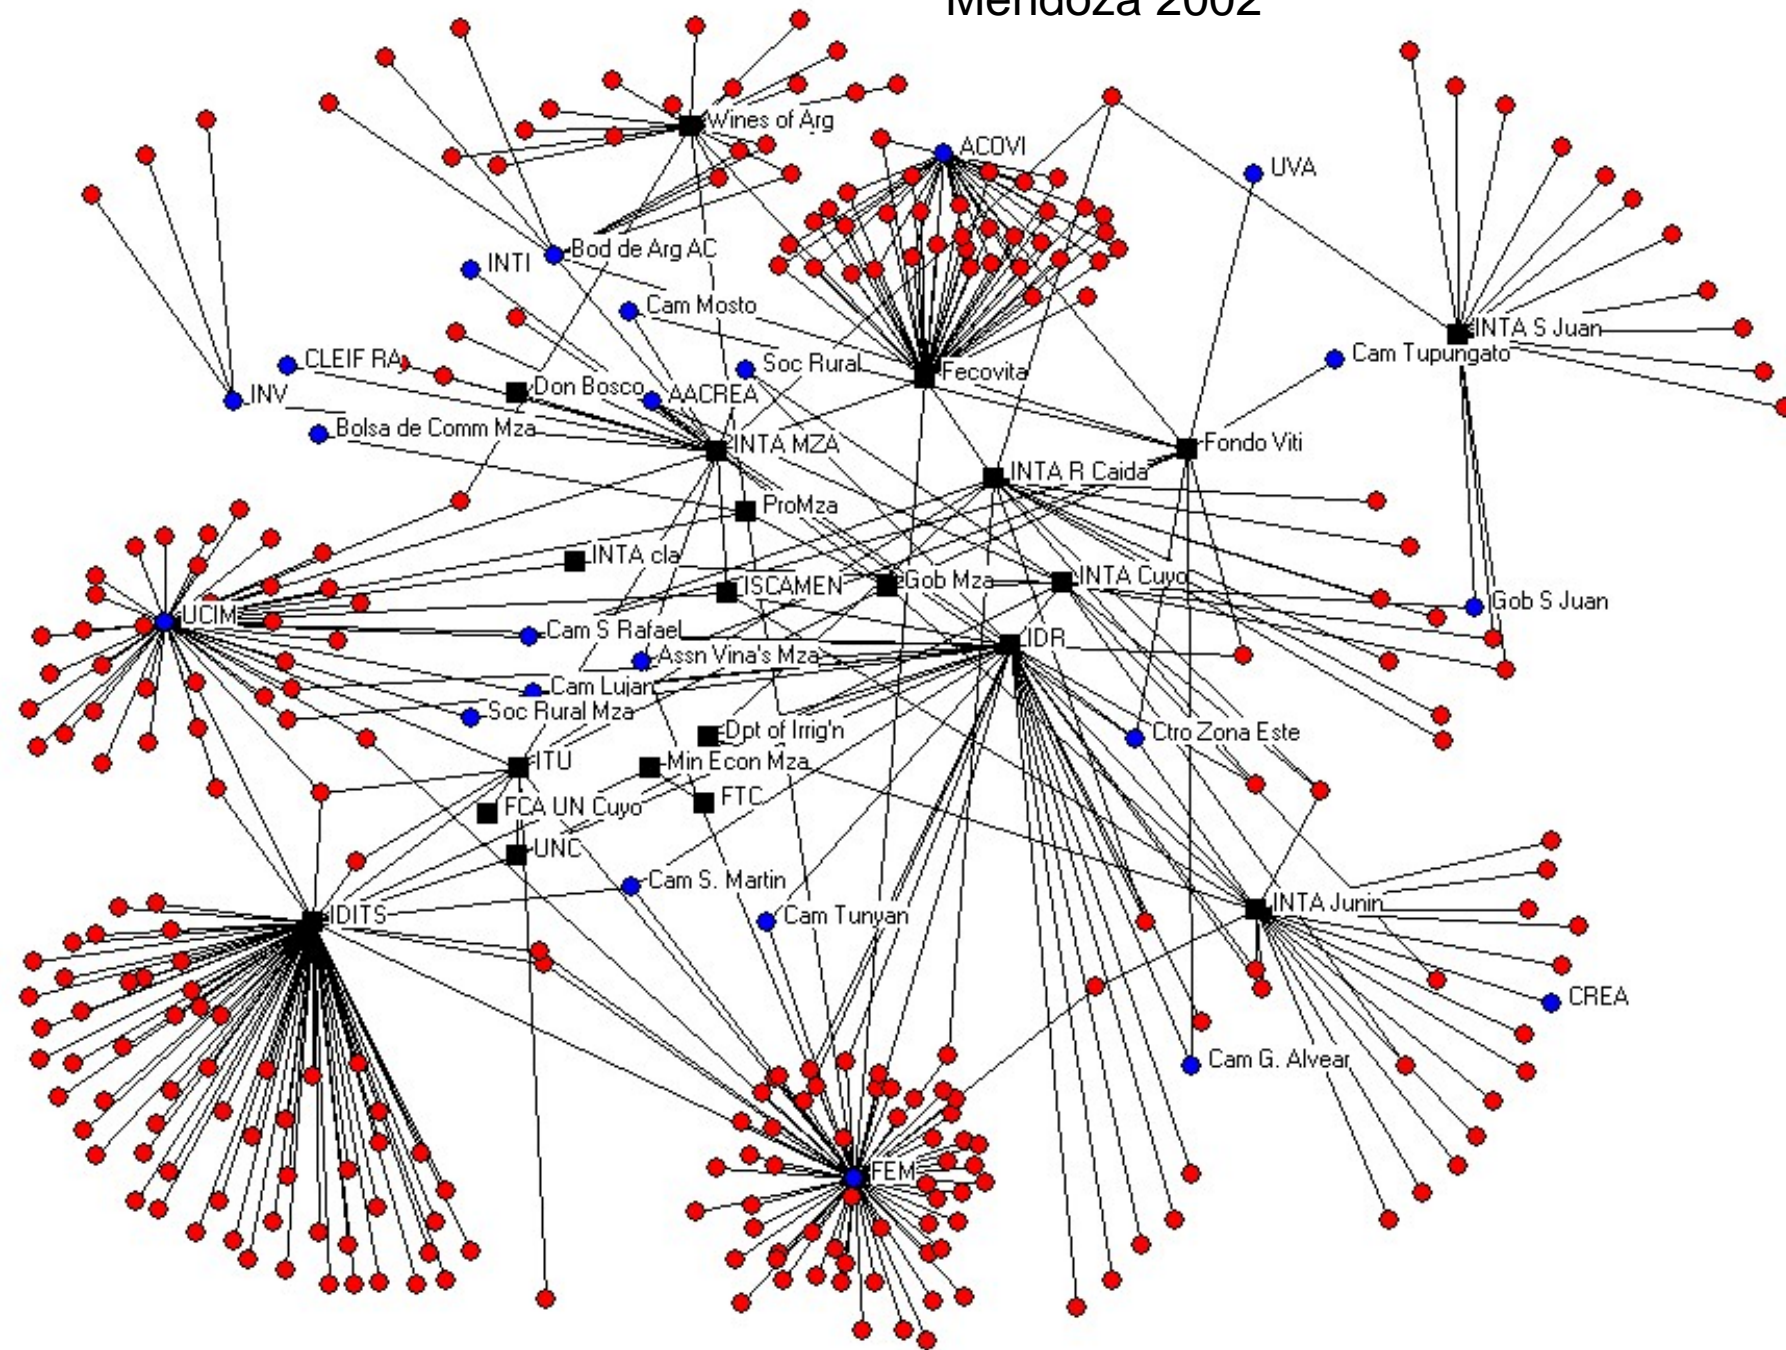 Mendoza 2002
Wines of Arg
ACOVI
UVA
Bod de Arg AC
INTI
Cam Mosto
INTA S Juan
Cam Tupungato
CLEIF RA
Soc Rural
Fecovita
Don Bosco
AACREA
INV
Bolsa de Comm Mza
INTA MZA
Fondo Viti
INTA R Caida
ProMza
INTA cla
ISCAMEN
Gob Mza
INTA Cuyo
Gob S Juan
UCIM
Cam S Rafael
IDR
Assn Vina's Mza
Cam Lujan
Soc Rural Mza
Dpt of Irrig'n
Ctro Zona Este
ITU
Min Econ Mza
FCA UN Cuyo
FTC
UNC
Cam S. Martin
IDITS
Cam Tunyan
INTA Junin
CREA
Cam G. Alvear
FEM